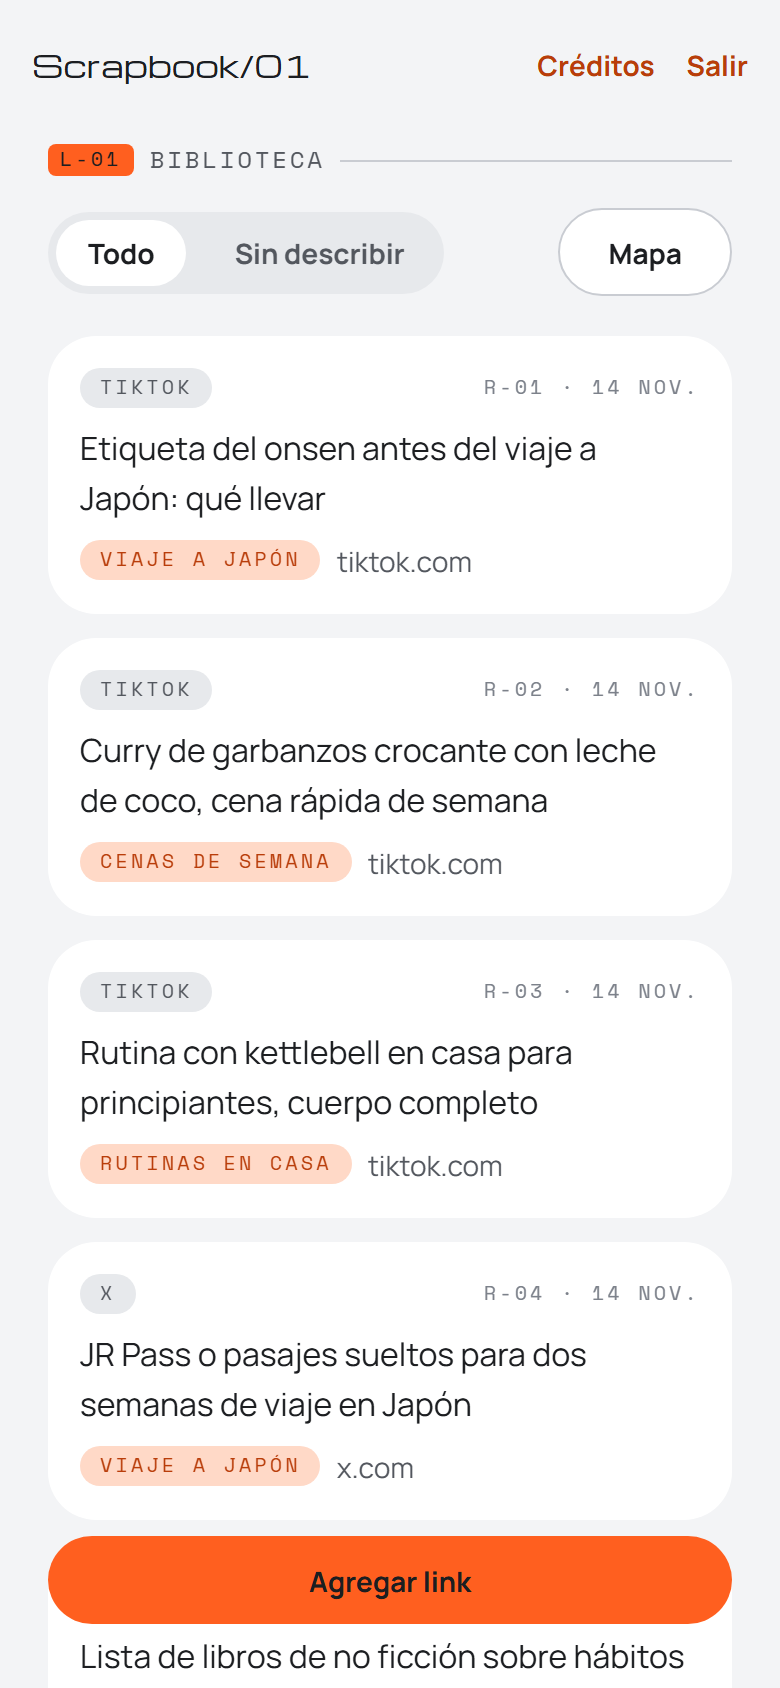 Scrapbook/01
Créditos
Salir
L-01
BIBLIOTECA
Todo
Sin describir
Mapa
TIKTOK
R-01 · 14 NOV.
Etiqueta del onsen antes del viaje a
Japón: qué llevar
VIAJE A JAPÓN
tiktok.com
TIKTOK
R-02 · 14 NOV.
Curry de garbanzos crocante con leche
de coco, cena rápida de semana
CENAS DE SEMANA
tiktok.com
TIKTOK
R-03 · 14 NOV.
Rutina con kettlebell en casa para
principiantes, cuerpo completo
RUTINAS EN CASA
tiktok.com
X
R-04 · 14 NOV.
JR Pass o pasajes sueltos para dos
semanas de viaje en Japón
VIAJE A JAPÓN
x.com
Agregar link
Lista de libros de no ficción sobre hábitos